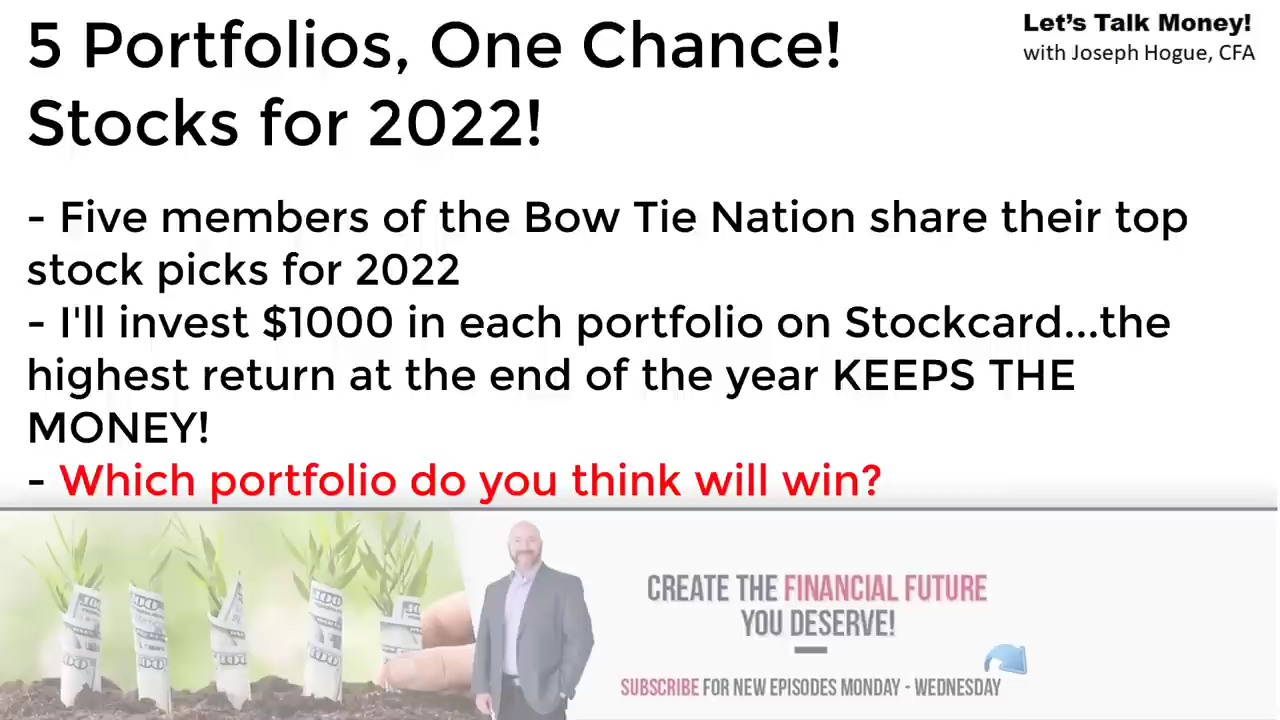 5 Portfolios, One Chance!
Stocks for 2022!
Let's Talk Money!
with Joseph Hogue, CFA
- Five members of the Bow Tie Nation share their top
stock picks for 2022
- I'll invest $1000 in each portfolio on Stockcard...the
highest return at the end of the year KEEPS THE
MONEY!
- Which portfolio do you think will win?
CREATE THE FINANCIAL FUTURE
YOU DESERVE!
SUBSCRIBE FOR NEW EPISODES MONDAY - WEDNESDAY